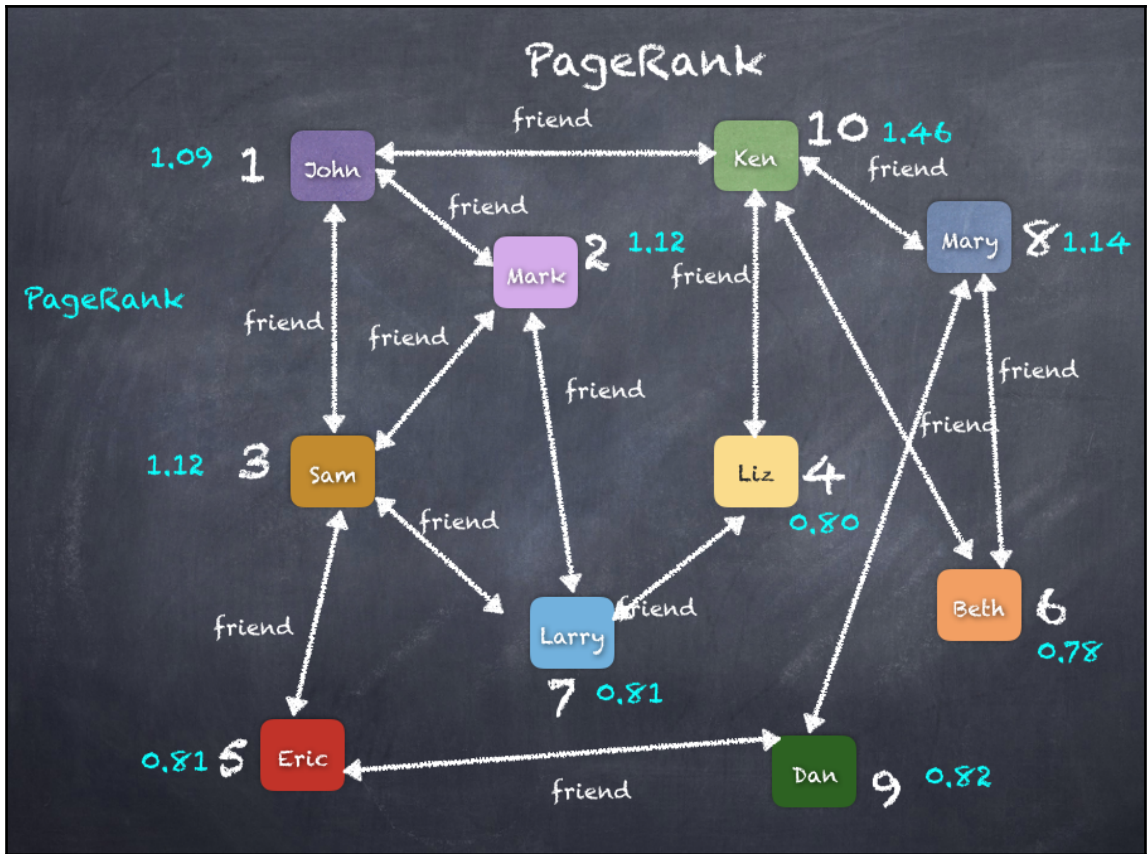 PageRank
friend
1.09 1 John
Ken 10 1.46
friend
friend
Mark 2 1.12
Mary 8 1.14
friend
PageRank
friend
friend
friend
friend
friend
1.12 3 Sam
Liz 4
0.80
friend
Beth 6
0.78
friend
friend
Larry
7 0.81
0.81 5 Eric
Dan 9 0.82
friend